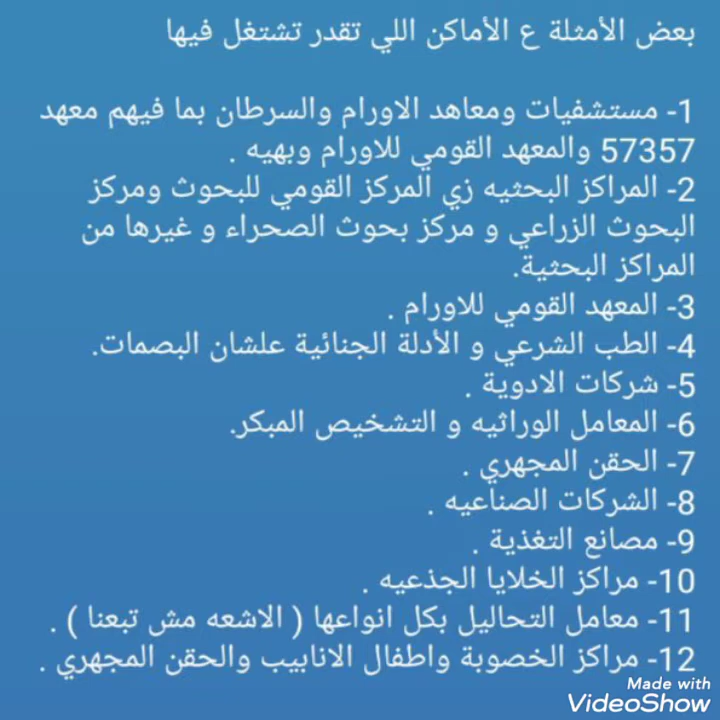 بعض الأمثلة ع الأماكن اللي تقدر تشتغل فيها
1- مستشفيات ومعاهد الاورام والسرطان بما فيهم معهد
57357 والمعهد القومي للاورام وبهيه .
2- المراكز البحثيه زي المركز القومي للبحوث ومركز
البحوث الزراعي و مركز بحوث الصحراء و غيرها من
المراكز البحثية.
3- المعهد القومي للاورام .
4- الطب الشرعي و الأدلة الجنائية علشان البصمات.
5- شركات الادوية .
6- المعامل الوراثيه و التشخيص المبكر.
7- الحقن المجهري .
8- الشركات الصناعيه .
9- مصانع التغذية .
10- مراكز الخلايا الجذعيه .
11- معامل التحاليل بكل انواعها ( الاشعه مش تبعنا ) .
12- مراكز الخصوبة واطفال الانابيب والحقن المجهري .
Made with
VideoShow